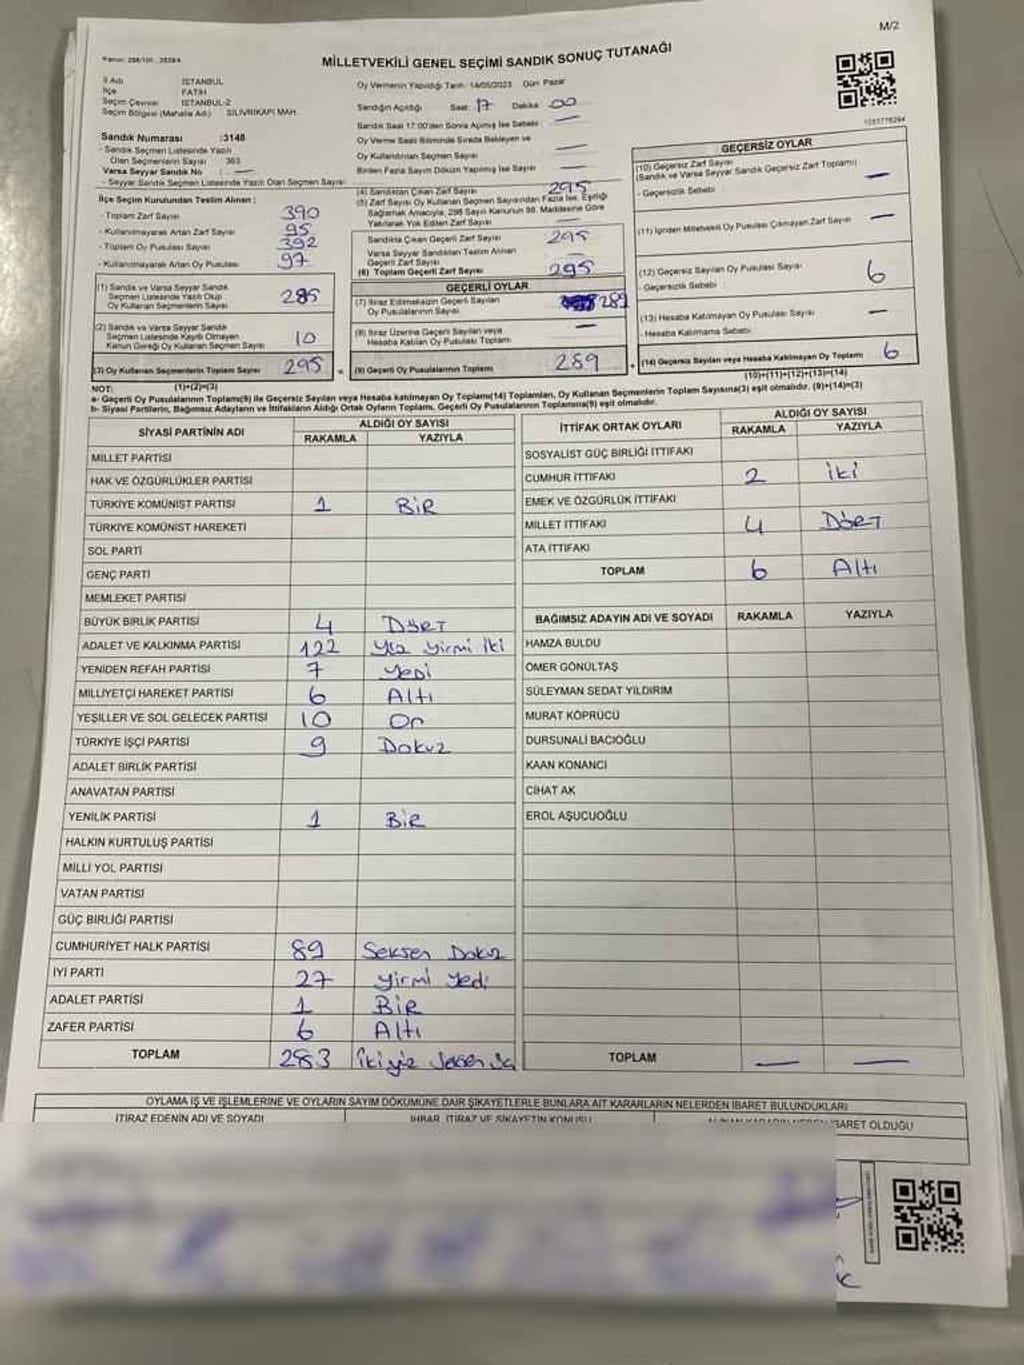 M/2
MİLLETVEKİLİ GENEL SEÇİMİ SANDIK SONUÇ TUTANAĞI
İl Adı İSTANBUL
İlçe FATİH
Seçim Çevresi İSTANBUL-2
Seçim Bölgesi (Mahalle Adı) SİLİVRİKAPI MAH.
Sandık Numarası :3148
- Sandık Seçmen Listesinde Yazılı
Olan Seçmenlerin Sayısı 383
Varsa Seyyar Sandık No : —
- Seyyar Sandık Seçmen Listesinde Yazılı Olan Seçmen Sayısı
İlçe Seçim Kurulundan Teslim Alınan :
- Toplam Zarf Sayısı 390
- Kullanılmayarak Artan Zarf Sayısı 95
- Toplam Oy Pusulası Sayısı 392
- Kullanılmayarak Artan Oy Pusulası 97
(1) Sandık ve Varsa Seyyar Sandık
Seçmen Listesinde Yazılı Olup
Oy Kullanan Seçmenlerin Sayısı 285
(2) Sandık ve Varsa Seyyar Sandık
Seçmen Listesinde Kayıtlı Olmayan
Kanun Gereği Oy Kullanan Seçmen Sayısı 10
(3) Oy Kullanan Seçmenlerin Toplam Sayısı 295 =
(1)+(2)=(3)
Oy Vermenin Yapıldığı Tarih : 14/05/2023 Gün: Pazar
Sandığın Açıldığı Saat: 17 Dakika: 00
Sandık Saat 17:00'den Sonra Açılmış İse Sebebi : —
Oy Verme Saati Bitiminde Sırada Bekleyen ve
Oy Kullandırılan Seçmen Sayısı —
Birden Fazla Sayım Döküm Yapılmış İse Sayısı —
(4) Sandıktan Çıkan Zarf Sayısı 295
(5) Zarf Sayısı Oy Kullanan Seçmen Sayısından Fazla İse, Eşitliği
Sağlamak Amacıyla, 298 Sayılı Kanunun 98. Maddesine Göre
Yakılarak Yok Edilen Zarf Sayısı —
Sandıkta Çıkan Geçerli Zarf Sayısı 295
Varsa Seyyar Sandıktan Teslim Alınan
Geçerli Zarf Sayısı —
(6) Toplam Geçerli Zarf Sayısı 295
GEÇERLİ OYLAR
(7) İtiraz Edilmeksizin Geçerli Sayılan
Oy Pusulalarının Sayısı 289
(8) İtiraz Üzerine Geçerli Sayılan veya
Hesaba Katılan Oy Pusulası Toplamı —
(9) Geçerli Oy Pusulalarının Toplamı 289 +
GEÇERSİZ OYLAR
(10) Geçersiz Zarf Sayısı
(Sandık ve Varsa Seyyar Sandık Geçersiz Zarf Toplamı) —
- Geçersizlik Sebebi :
(11) İçinden Milletvekili Oy Pusulası Çıkmayan Zarf Sayısı —
(12) Geçersiz Sayılan Oy Pusulası Sayısı 6
- Geçersizlik Sebebi :
(13) Hesaba Katılmayan Oy Pusulası Sayısı —
- Hesaba Katılmama Sebebi :
(14) Geçersiz Sayılan veya Hesaba Katılmayan Oy Toplamı 6
(10)+(11)+(12)+(13)=(14)
NOT:
a- Geçerli Oy Pusulalarının Toplamı(9) ile Geçersiz Sayılan veya Hesaba katılmayan Oy Toplamı(14) Toplamları, Oy Kullanan Seçmenlerin Toplam Sayısına(3) eşit olmalıdır. (9)+(14)=(3)
b- Siyasi Partilerin, Bağımsız Adayların ve İttifakların Aldığı Ortak Oyların Toplamı, Geçerli Oy Pusulalarının Toplamına(9) eşit olmalıdır.
SİYASİ PARTİNİN ADI ALDIĞI OY SAYISI
RAKAMLA YAZIYLA
MİLLET PARTİSİ
HAK VE ÖZGÜRLÜKLER PARTİSİ
TÜRKİYE KOMÜNİST PARTİSİ 1 BİR
TÜRKİYE KOMÜNİST HAREKETİ
SOL PARTİ
GENÇ PARTİ
MEMLEKET PARTİSİ
BÜYÜK BİRLİK PARTİSİ 4 DÖRT
ADALET VE KALKINMA PARTİSİ 122 Yüz Yirmi İki
YENİDEN REFAH PARTİSİ 7 Yedi
MİLLİYETÇİ HAREKET PARTİSİ 6 Altı
YEŞİLLER VE SOL GELECEK PARTİSİ 10 On
TÜRKİYE İŞÇİ PARTİSİ 9 Dokuz
ADALET BİRLİK PARTİSİ
ANAVATAN PARTİSİ
YENİLİK PARTİSİ 1 BİR
HALKIN KURTULUŞ PARTİSİ
MİLLİ YOL PARTİSİ
VATAN PARTİSİ
GÜÇ BİRLİĞİ PARTİSİ
CUMHURİYET HALK PARTİSİ 89 Seksen Dokuz
İYİ PARTİ 27 Yirmi Yedi
ADALET PARTİSİ 1 BİR
ZAFER PARTİSİ 6 Altı
TOPLAM 283 İkiyüz Seksen
İTTİFAK ORTAK OYLARI ALDIĞI OY SAYISI
RAKAMLA YAZIYLA
SOSYALİST GÜÇ BİRLİĞİ İTTİFAKI
CUMHUR İTTİFAKI 2 İki
EMEK VE ÖZGÜRLÜK İTTİFAKI
MİLLET İTTİFAKI 4 DÖRT
ATA İTTİFAKI
TOPLAM 6 Altı
BAĞIMSIZ ADAYIN ADI VE SOYADI RAKAMLA YAZIYLA
HAMZA BULDU
ÖMER GÖNÜLTAŞ
SÜLEYMAN SEDAT YILDIRIM
MURAT KÖPRÜCÜ
DURSUNALİ BACIOĞLU
KAAN KONANCI
CİHAT AK
EROL AŞUCUOĞLU
TOPLAM — —
OYLAMA İŞ VE İŞLEMLERİNE VE OYLARIN SAYIM DÖKÜMÜNE DAİR ŞİKAYETLERLE BUNLARA AİT KARARLARIN NELERDEN İBARET BULUNDUKLARI
İTİRAZ EDENİN ADI VE SOYADI İHBAR, İTİRAZ VE ŞİKAYETİN KONUSU İBARET OLDUĞU